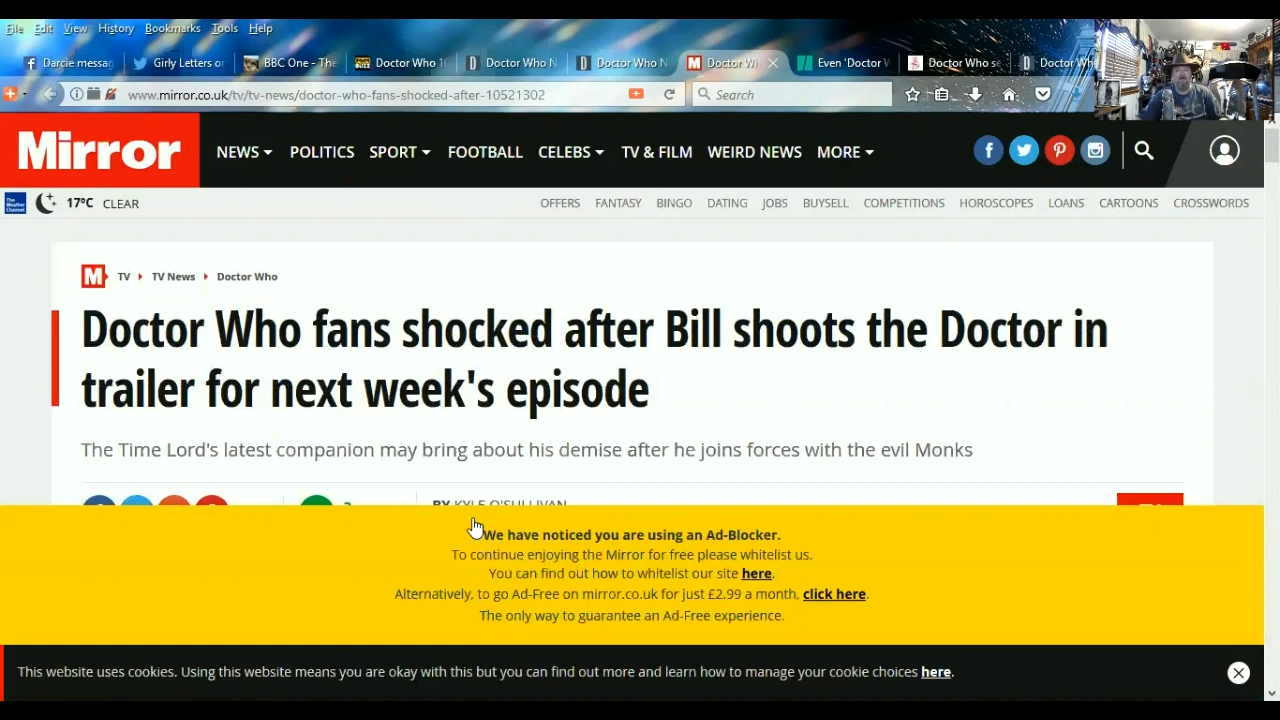 File Edit View History Bookmarks Tools Help
Darcie messag
Girly Letters or
BBC One - The
Doctor Who 1
Doctor Who N
Doctor Who N
Doctor Wh
Even 'Doctor W
Doctor Who se
Doctor Wh
www.mirror.co.uk/tv/tv-news/doctor-who-fans-shocked-after-10521302
Search
Mirror
NEWS POLITICS SPORT FOOTBALL CELEBS TV & FILM WEIRD NEWS MORE
The Weather Channel
17°C CLEAR
OFFERS FANTASY BINGO DATING JOBS BUYSELL COMPETITIONS HOROSCOPES LOANS CARTOONS CROSSWORDS
M TV TV News Doctor Who
Doctor Who fans shocked after Bill shoots the Doctor in
trailer for next week's episode
The Time Lord's latest companion may bring about his demise after he joins forces with the evil Monks
BY KYLE O'SULLIVAN
We have noticed you are using an Ad-Blocker.
To continue enjoying the Mirror for free please whitelist us.
You can find out how to whitelist our site here.
Alternatively, to go Ad-Free on mirror.co.uk for just £2.99 a month, click here.
The only way to guarantee an Ad-Free experience.
This website uses cookies. Using this website means you are okay with this but you can find out more and learn how to manage your cookie choices here.